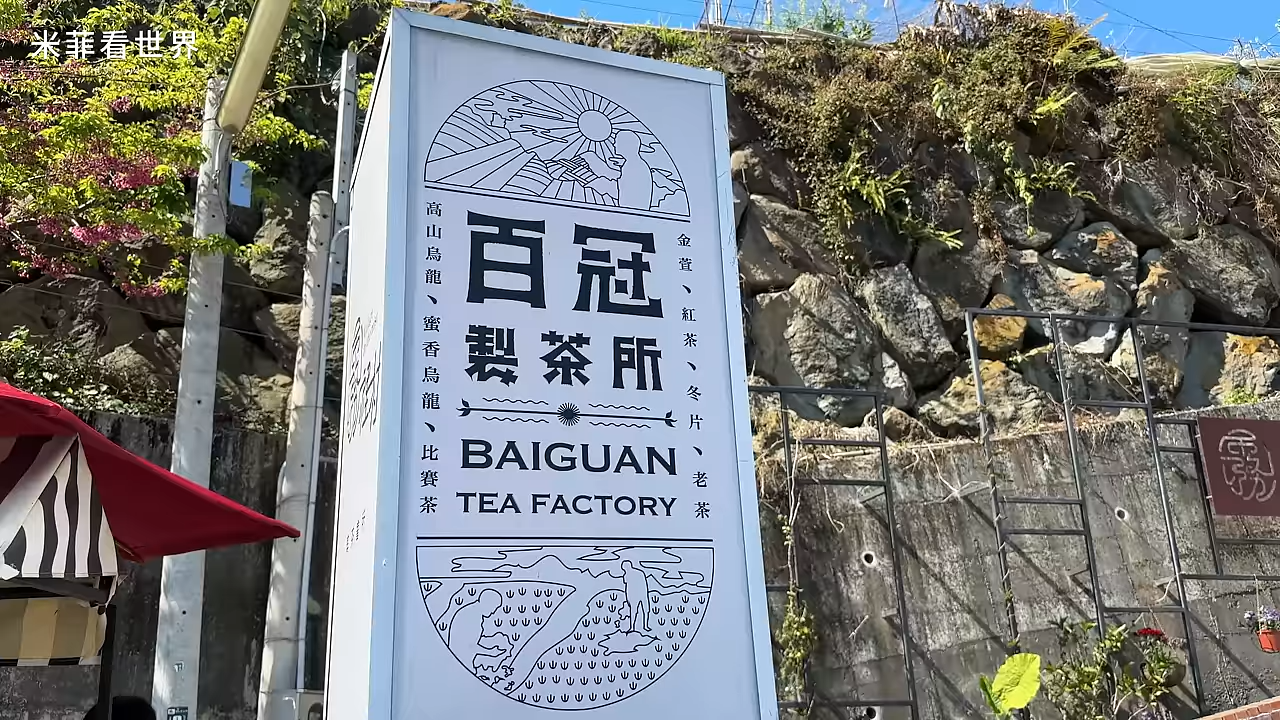 米菲看世界
百冠
製茶所
BAIGUAN
TEA FACTORY
金萱、紅茶、冬片、老茶
高山烏龍、蜜香烏龍、比賽茶